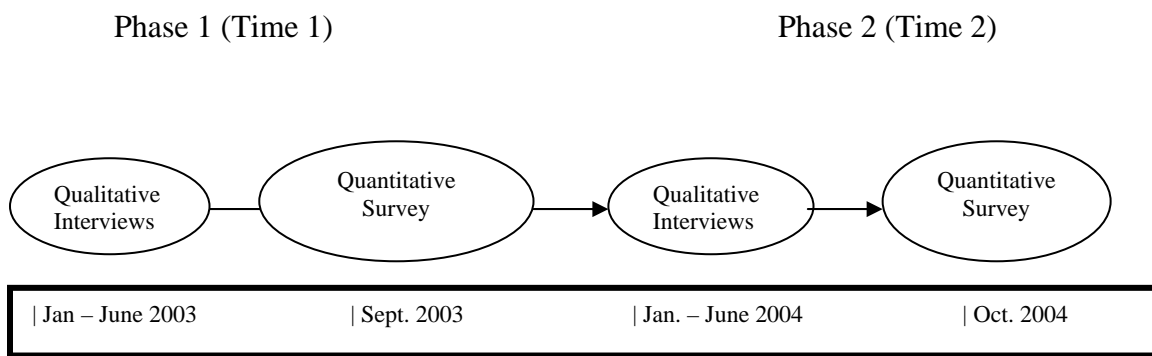 Phase 1 (Time 1)
Phase 2 (Time 2)
Qualitative
Interviews
Quantitative
Survey
Qualitative
Interviews
Quantitative
Survey
| Jan – June 2003
| Sept. 2003
| Jan. – June 2004
| Oct. 2004